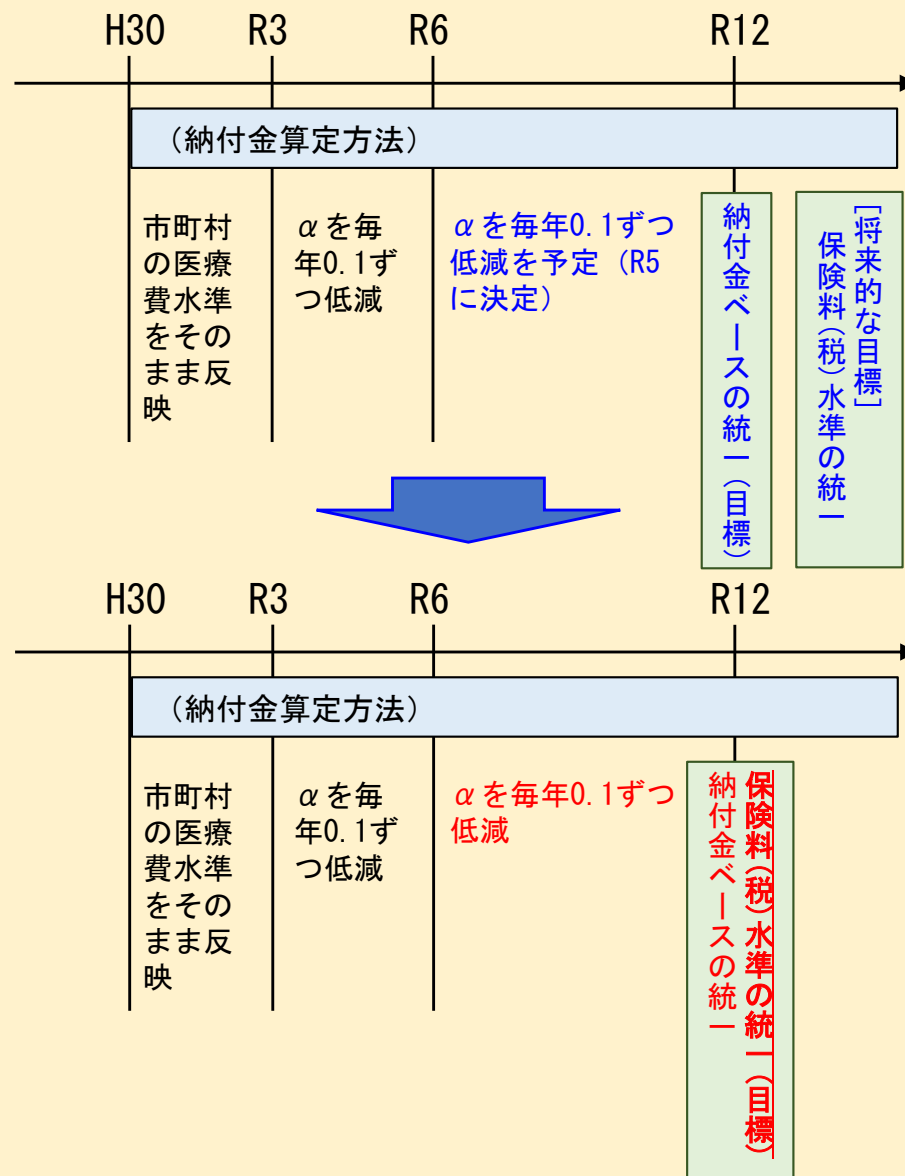 H30
R3
R6
R12
（納付金算定方法）
市町村
の医療
費水準
をその
まま反
映
αを毎
年0.1ず
つ低減
αを毎年0.1ずつ
低減を予定（R5
に決定）
納付金ベースの統一（目標）
［将来的な目標］
保険料（税）水準の統一
H30
R3
R6
R12
（納付金算定方法）
市町村
の医療
費水準
をその
まま反
映
αを毎
年0.1ず
つ低減
αを毎年0.1ずつ
低減
保険料（税）水準の統一（目標）
納付金ベースの統一